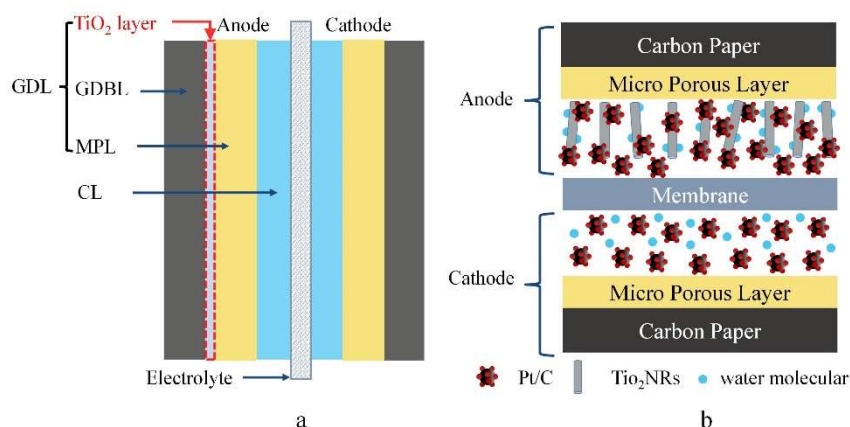 TiO₂ layer
Anode
Cathode
GDL
GDBL
MPL
CL
Electrolyte
a
Carbon Paper
Micro Porous Layer
Anode
Membrane
Cathode
Micro Porous Layer
Carbon Paper
Pt/C
Tio₂NRs
water molecular
b